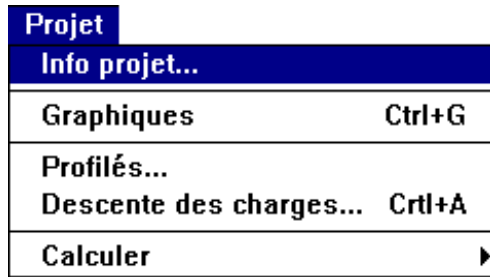 Projet
Info projet...
Graphiques Ctrl+G
Profilés...
Descente des charges... Crtl+A
Calculer